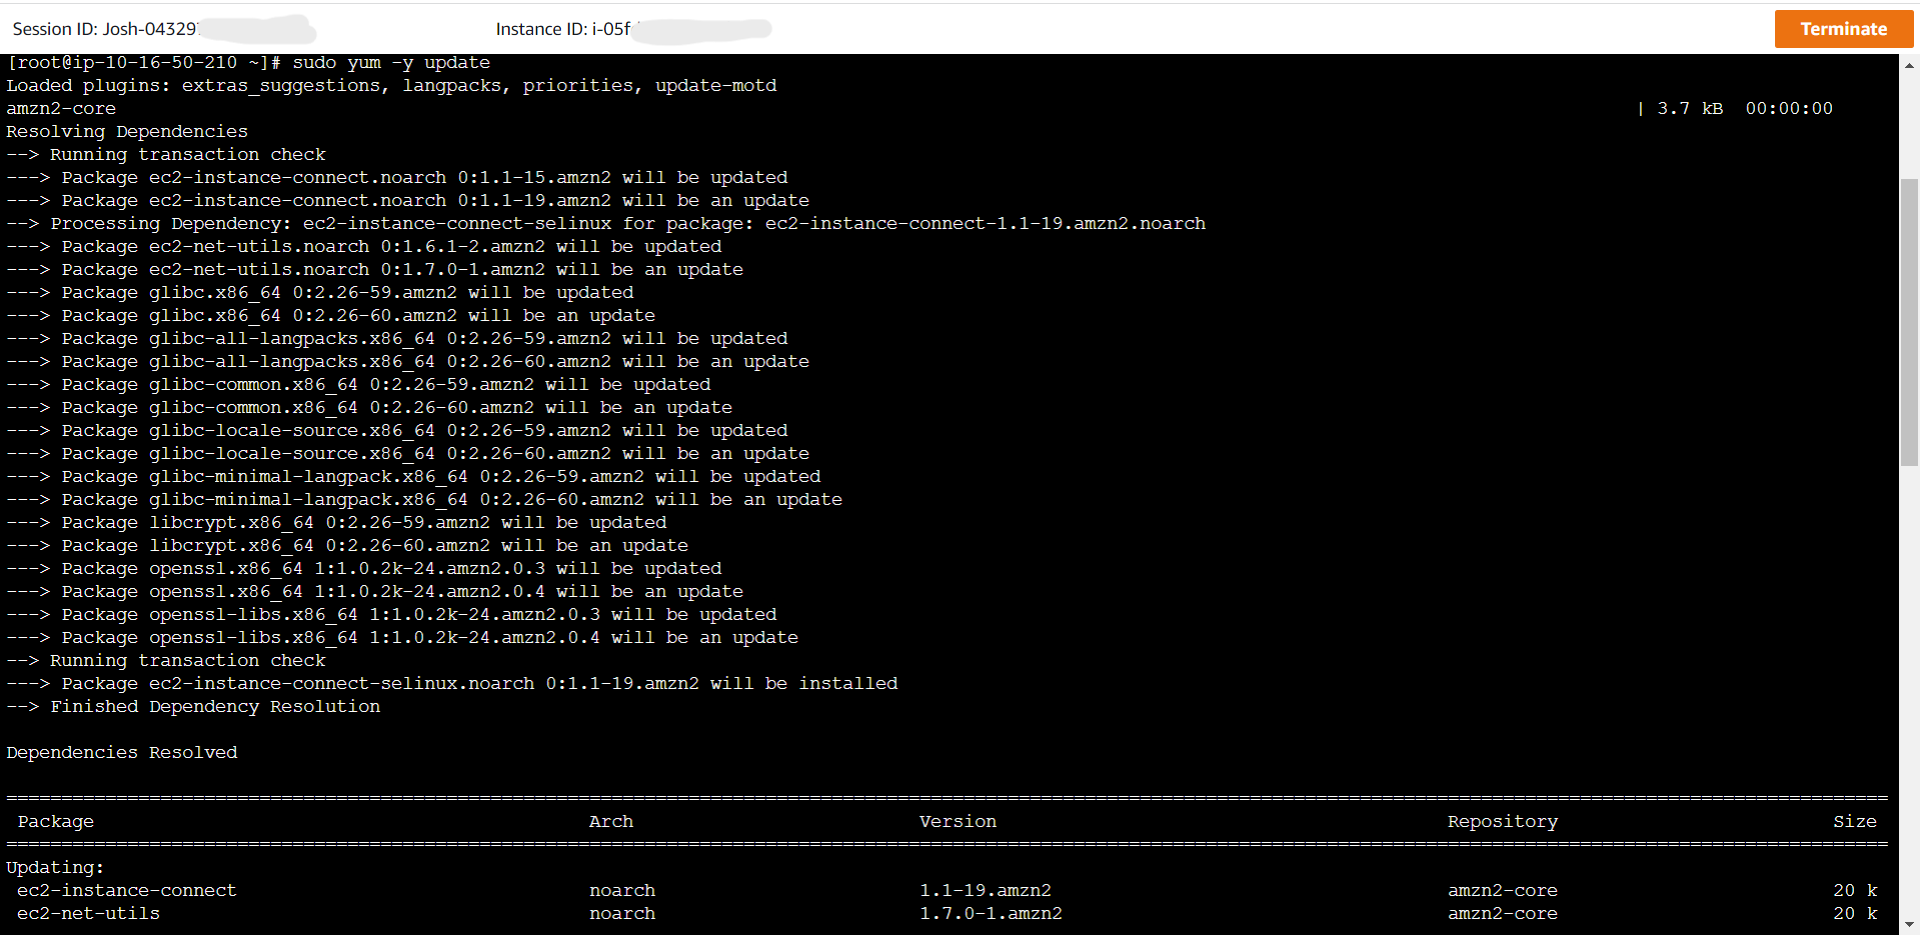 Session ID: Josh-04329 Instance ID: i-05f Terminate
[root@ip-10-16-50-210 ~]# sudo yum -y update
Loaded plugins: extras_suggestions, langpacks, priorities, update-motd
amzn2-core | 3.7 kB 00:00:00
Resolving Dependencies
--> Running transaction check
---> Package ec2-instance-connect.noarch 0:1.1-15.amzn2 will be updated
---> Package ec2-instance-connect.noarch 0:1.1-19.amzn2 will be an update
--> Processing Dependency: ec2-instance-connect-selinux for package: ec2-instance-connect-1.1-19.amzn2.noarch
---> Package ec2-net-utils.noarch 0:1.6.1-2.amzn2 will be updated
---> Package ec2-net-utils.noarch 0:1.7.0-1.amzn2 will be an update
---> Package glibc.x86_64 0:2.26-59.amzn2 will be updated
---> Package glibc.x86_64 0:2.26-60.amzn2 will be an update
---> Package glibc-all-langpacks.x86_64 0:2.26-59.amzn2 will be updated
---> Package glibc-all-langpacks.x86_64 0:2.26-60.amzn2 will be an update
---> Package glibc-common.x86_64 0:2.26-59.amzn2 will be updated
---> Package glibc-common.x86_64 0:2.26-60.amzn2 will be an update
---> Package glibc-locale-source.x86_64 0:2.26-59.amzn2 will be updated
---> Package glibc-locale-source.x86_64 0:2.26-60.amzn2 will be an update
---> Package glibc-minimal-langpack.x86_64 0:2.26-59.amzn2 will be updated
---> Package glibc-minimal-langpack.x86_64 0:2.26-60.amzn2 will be an update
---> Package libcrypt.x86_64 0:2.26-59.amzn2 will be updated
---> Package libcrypt.x86_64 0:2.26-60.amzn2 will be an update
---> Package openssl.x86_64 1:1.0.2k-24.amzn2.0.3 will be updated
---> Package openssl.x86_64 1:1.0.2k-24.amzn2.0.4 will be an update
---> Package openssl-libs.x86_64 1:1.0.2k-24.amzn2.0.3 will be updated
---> Package openssl-libs.x86_64 1:1.0.2k-24.amzn2.0.4 will be an update
--> Running transaction check
---> Package ec2-instance-connect-selinux.noarch 0:1.1-19.amzn2 will be installed
--> Finished Dependency Resolution
Dependencies Resolved
Package Arch Version Repository Size
Updating:
ec2-instance-connect noarch 1.1-19.amzn2 amzn2-core 20 k
ec2-net-utils noarch 1.7.0-1.amzn2 amzn2-core 20 k